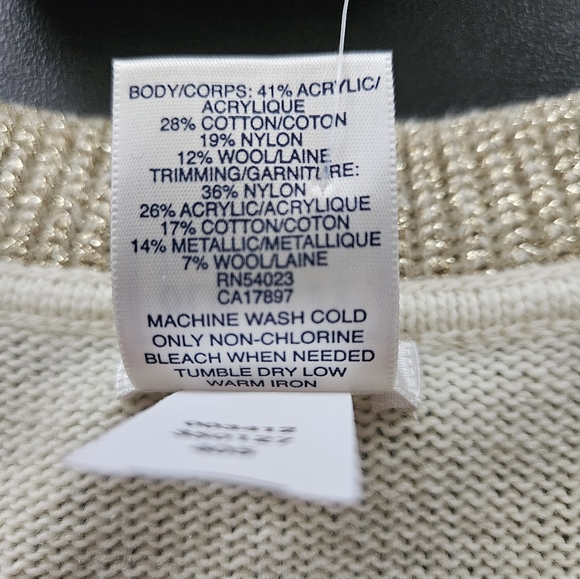 BODY/CORPS: 41% ACRYLIC/
ACRYLIQUE
28% COTTON/COTON
19% NYLON
12% WOOL/LAINE
TRIMMING/GARNITURE:
36% NYLON
26% ACRYLIC/ACRYLIQUE
17% COTTON/COTON
14% METALLIC/METALLIQUE
7% WOOL/LAINE
RN54023
CA17897
MACHINE WASH COLD
ONLY NON-CHLORINE
BLEACH WHEN NEEDED
TUMBLE DRY LOW
WARM IRON